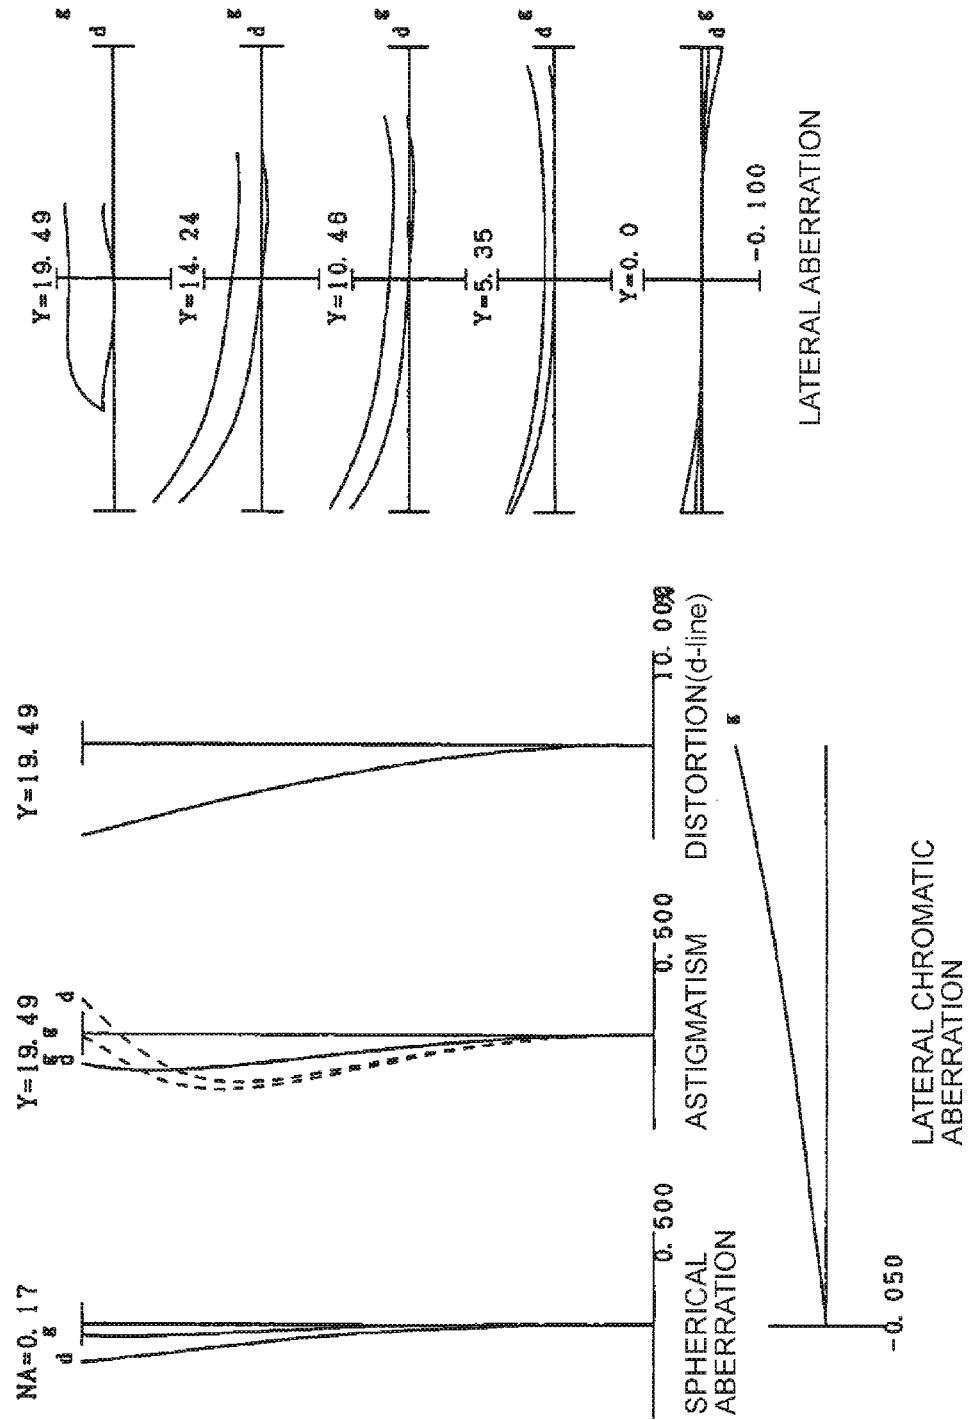 NA=0. 17
d
g
0. 500
SPHERICAL
ABERRATION
Y=19. 49
g
d
g
d
0. 500
ASTIGMATISM
Y=19. 49
10. 00%
DISTORTION(d-line)
g
-0. 050
LATERAL CHROMATIC
ABERRATION
Y=19. 49
g
d
Y=14. 24
g
d
Y=10. 46
g
d
Y=5. 35
g
d
Y=0. 0
g
d
-0. 100
LATERAL ABERRATION